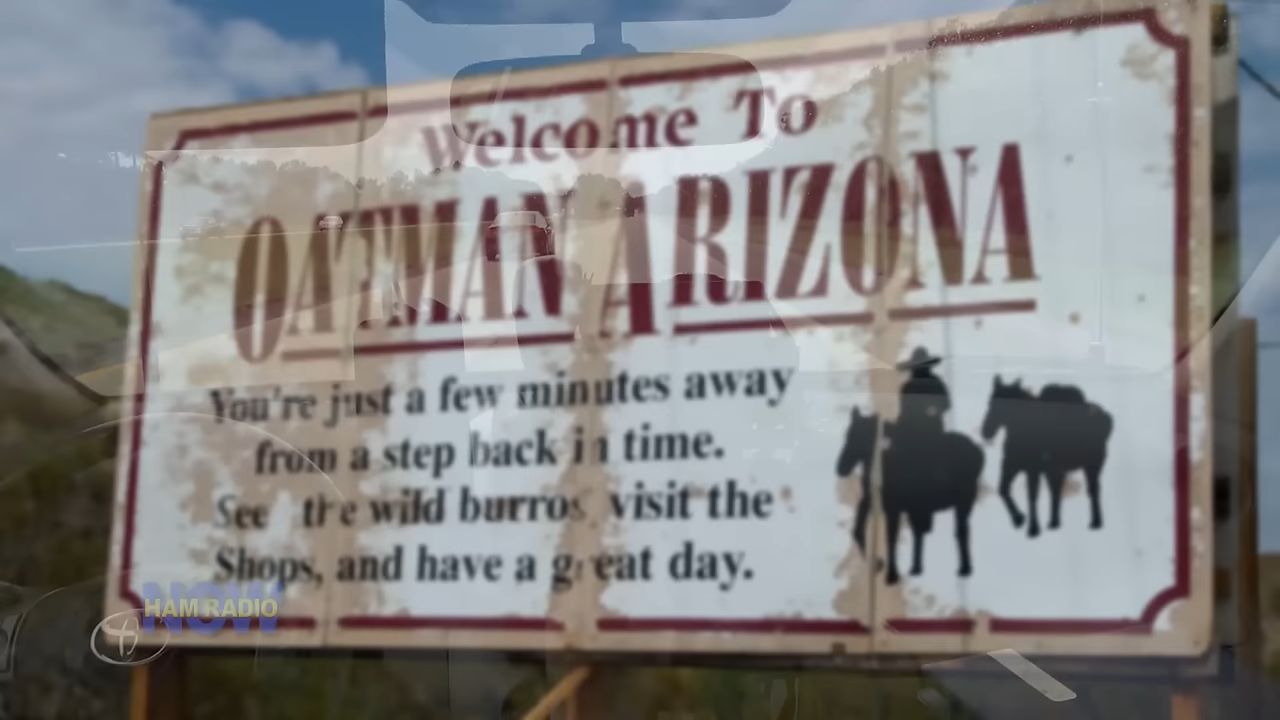 Welcome To
OATMAN ARIZONA
You're just a few minutes away
from a step back in time.
See the wild burros visit the
Shops, and have a great day.
HAM RADIO
NOW